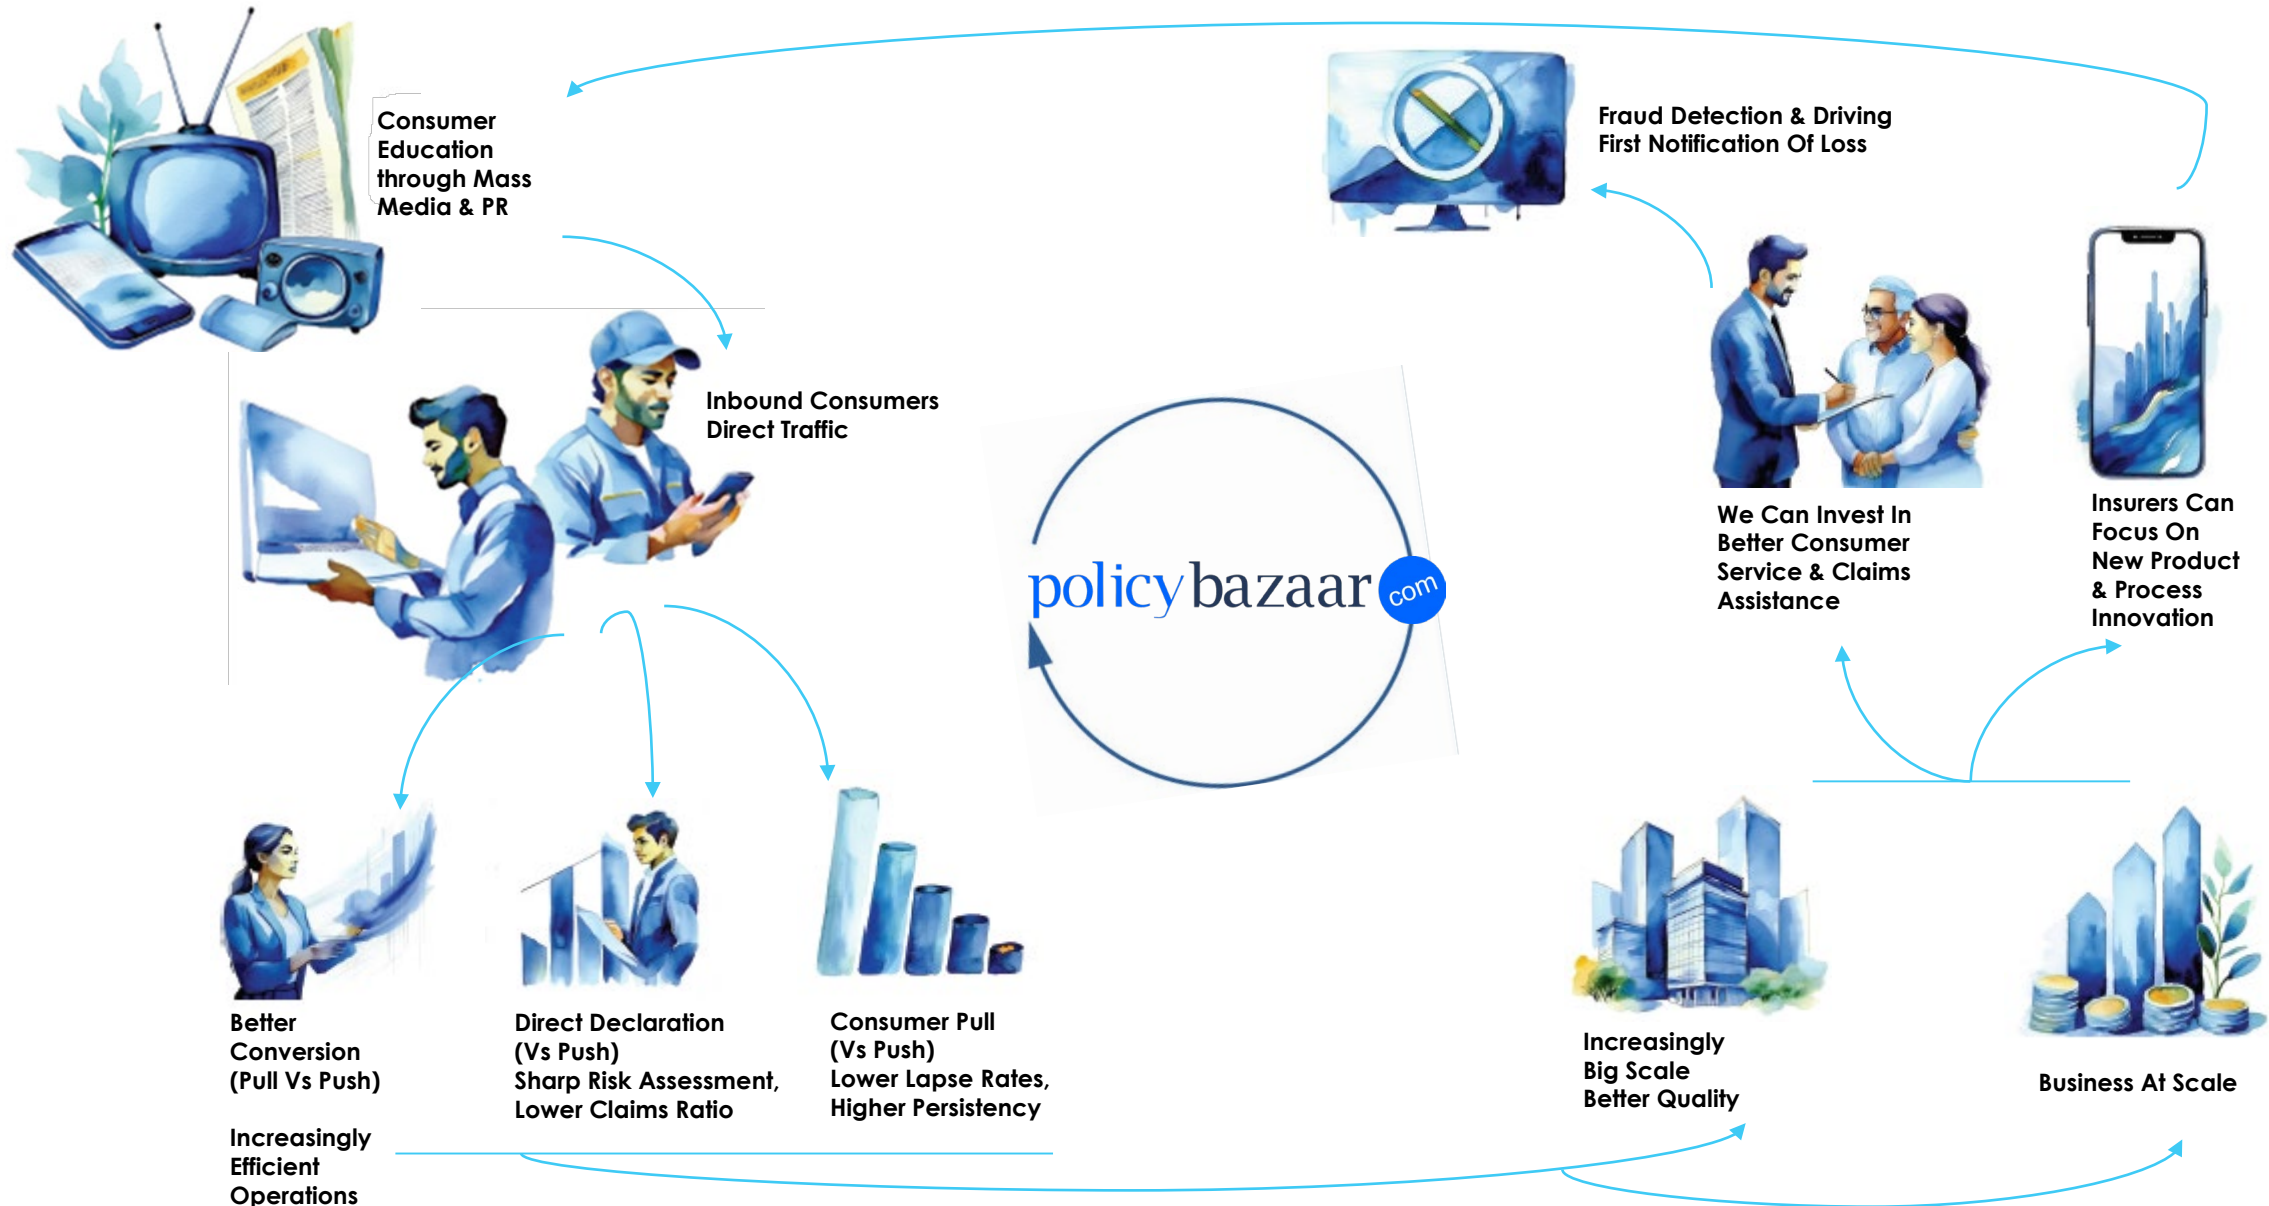 Consumer
Education
through Mass
Media & PR
Fraud Detection & Driving
First Notification Of Loss
Inbound Consumers
Direct Traffic
policybazaar com
We Can Invest In
Better Consumer
Service & Claims
Assistance
Insurers Can
Focus On
New Product
& Process
Innovation
Better
Conversion
(Pull Vs Push)
Increasingly
Efficient
Operations
Direct Declaration
(Vs Push)
Sharp Risk Assessment,
Lower Claims Ratio
Consumer Pull
(Vs Push)
Lower Lapse Rates,
Higher Persistency
Increasingly
Big Scale
Better Quality
Business At Scale